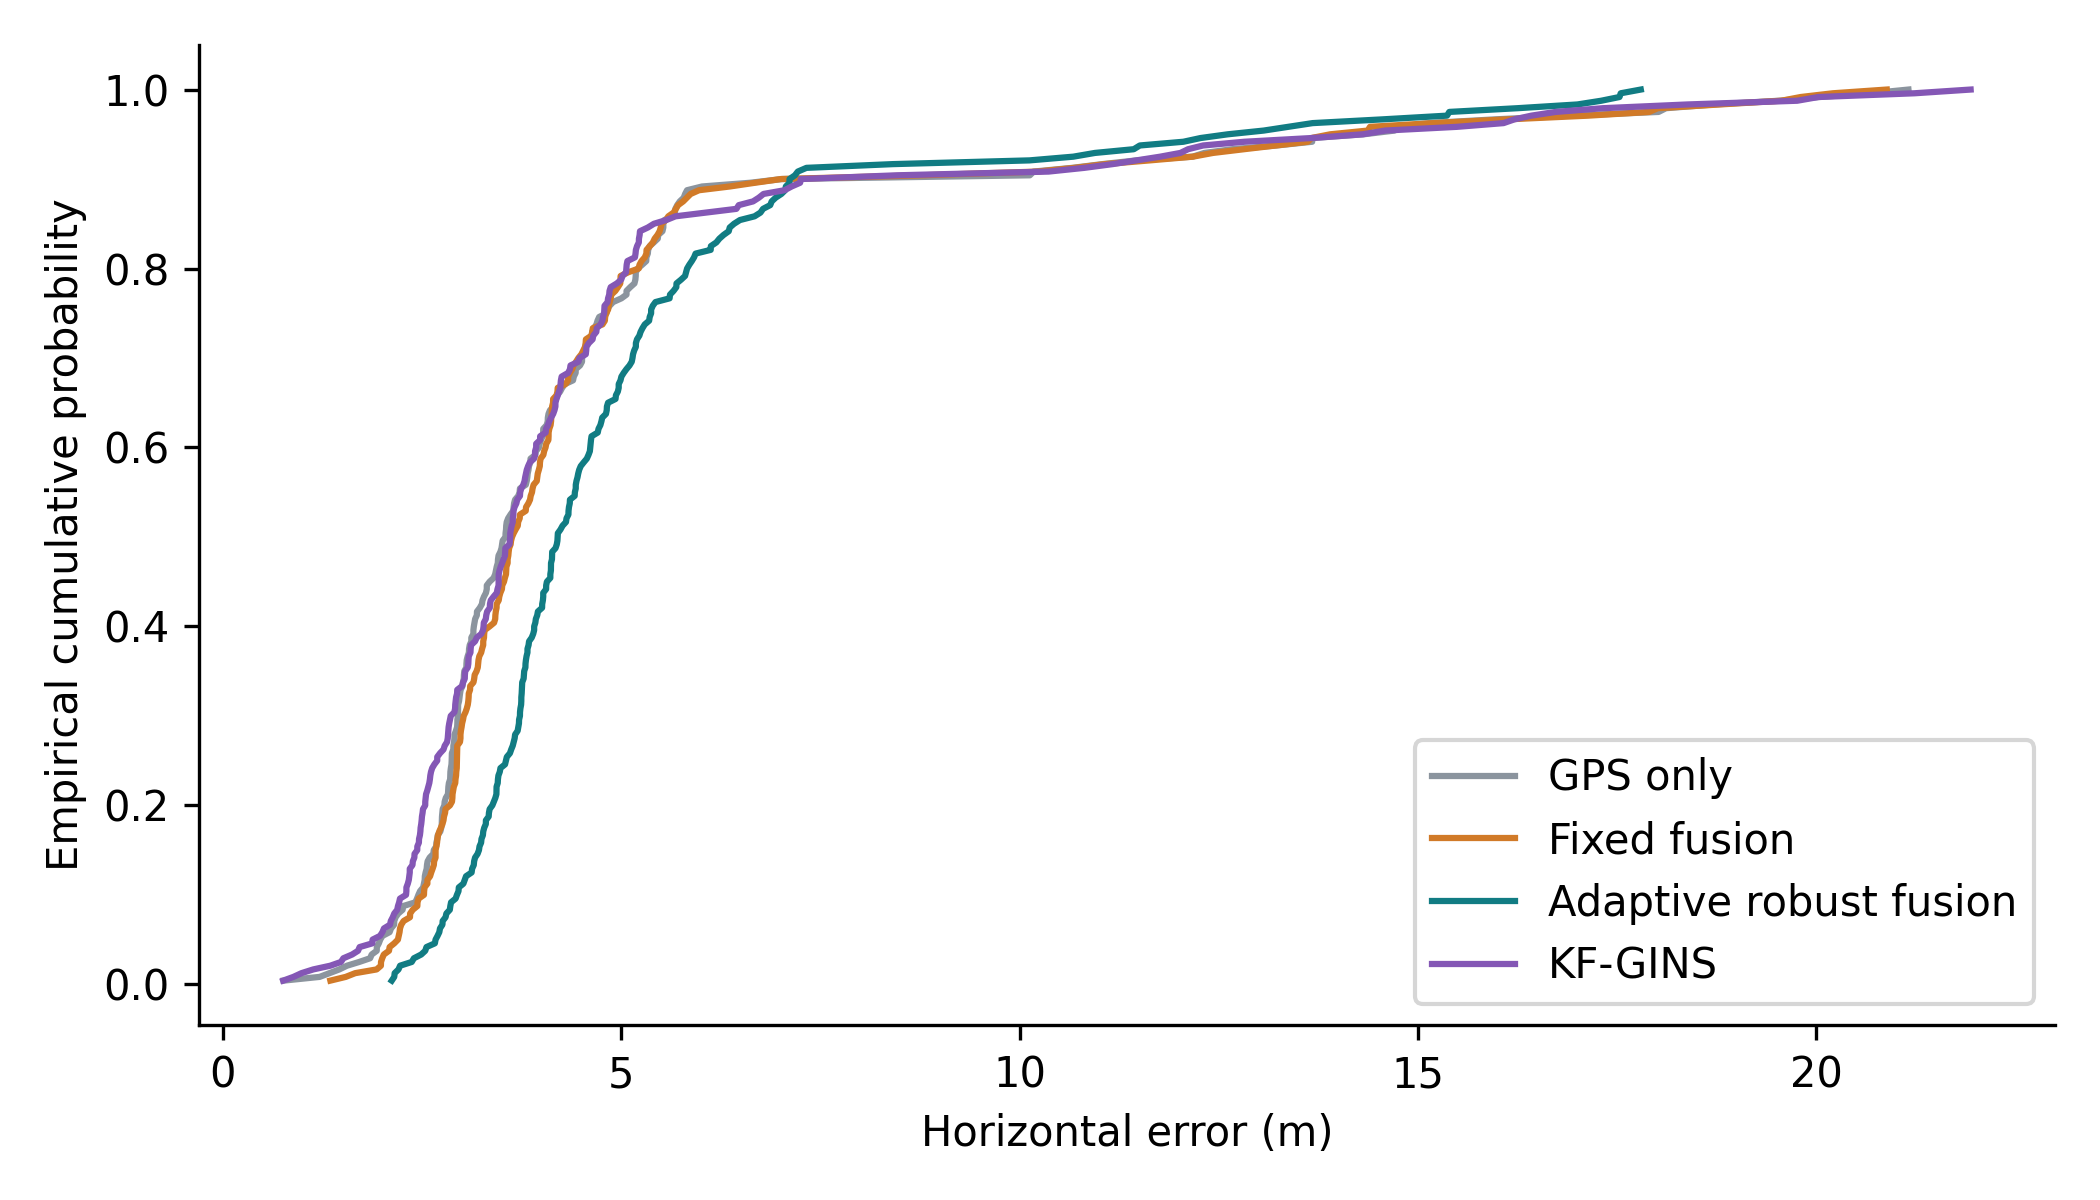 1.0
0.8
0.6
0.4
0.2
0.0
Empirical cumulative probability
GPS only
Fixed fusion
Adaptive robust fusion
KF-GINS
0 5 10 15 20
Horizontal error (m)